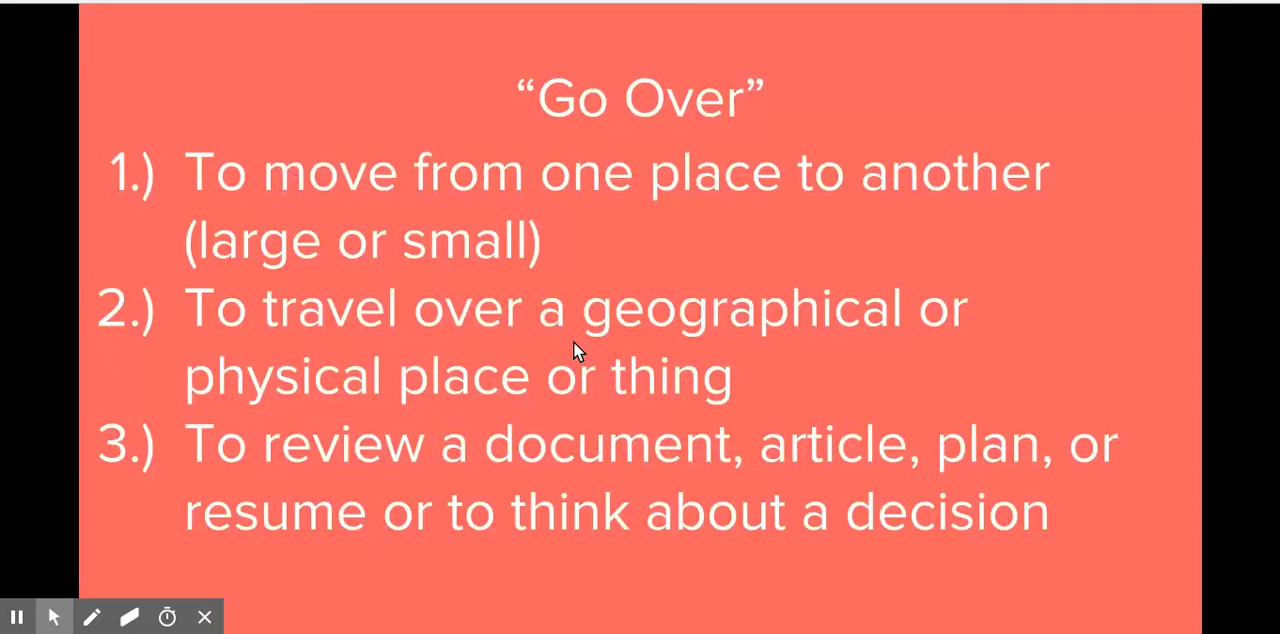 “Go Over”
1.) To move from one place to another
(large or small)
2.) To travel over a geographical or
physical place or thing
3.) To review a document, article, plan, or
resume or to think about a decision